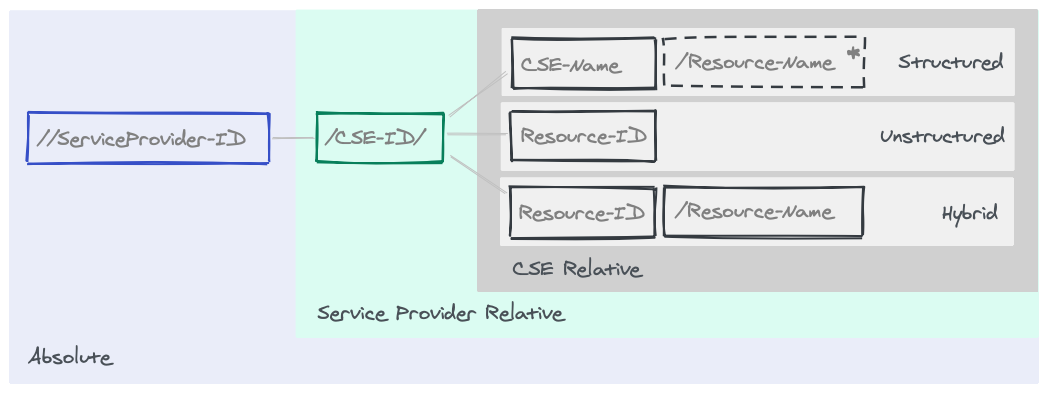 CSE-Name /Resource-Name * Structured
//ServiceProvider-ID /CSE-ID/ Resource-ID Unstructured
Resource-ID /Resource-Name Hybrid
CSE Relative
Service Provider Relative
Absolute